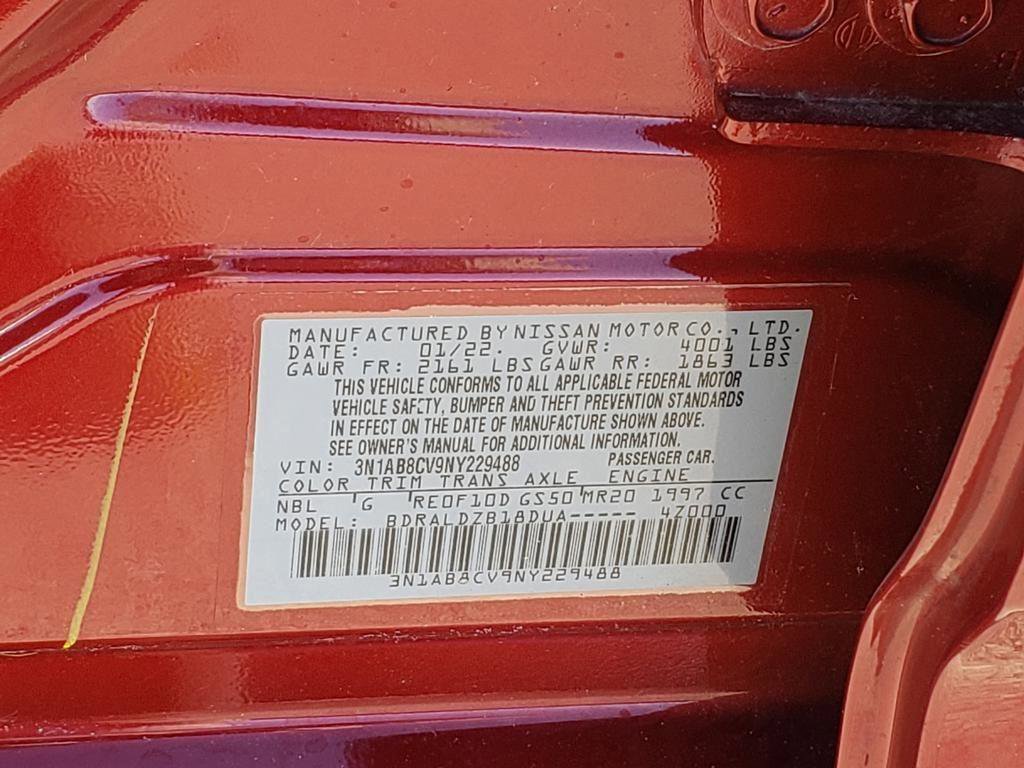 MANUFACTURED BY NISSAN MOTOR CO., LTD.
DATE: 01/22. GVWR: 4001 LBS
GAWR FR: 2161 LBS GAWR RR: 1863 LBS
THIS VEHICLE CONFORMS TO ALL APPLICABLE FEDERAL MOTOR
VEHICLE SAFETY, BUMPER AND THEFT PREVENTION STANDARDS
IN EFFECT ON THE DATE OF MANUFACTURE SHOWN ABOVE.
SEE OWNER'S MANUAL FOR ADDITIONAL INFORMATION.
VIN: 3N1AB8CV9NY229488 PASSENGER CAR.
COLOR TRIM TRANS AXLE ENGINE
NBL 'G 'RE0F10D GS50 MR20 1997 CC
MODEL: BDRALDZB18DUA----- 4Z000
3N1AB8CV9NY229488